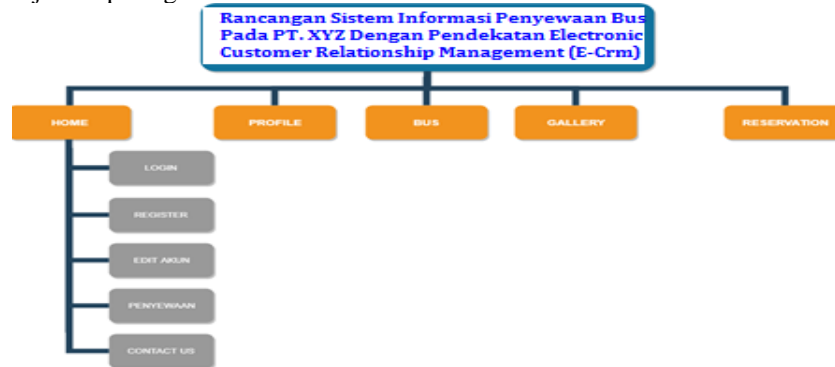 Rancangan Sistem Informasi Penyewaan Bus
Pada PT. XYZ Dengan Pendekatan Electronic
Customer Relationship Management (E-Crm)
HOME PROFILE BUS GALLERY RESERVATION
LOGIN
REGISTER
EDIT AKUN
PENYEWAAN
CONTACT US